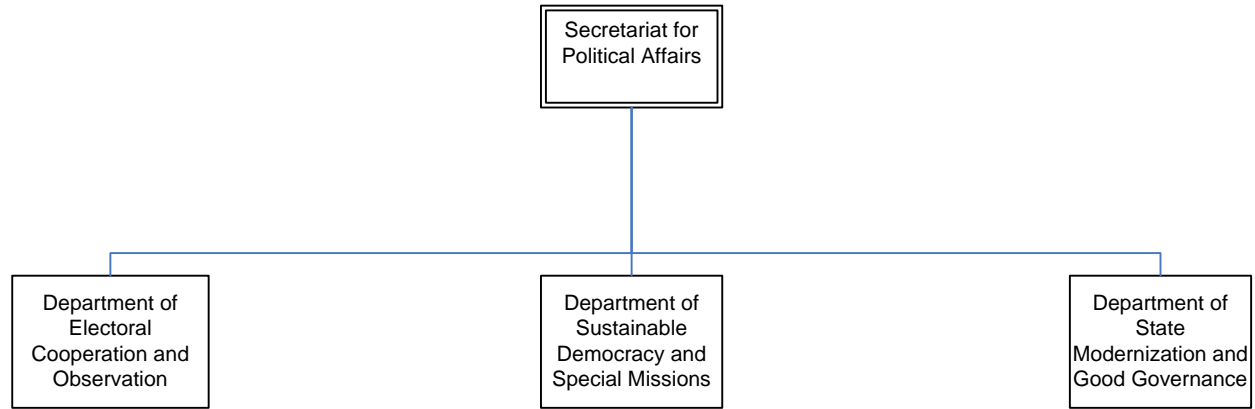 Secretariat for
Political Affairs
Department of
Electoral
Cooperation and
Observation
Department of
Sustainable
Democracy and
Special Missions
Department of
State
Modernization and
Good Governance